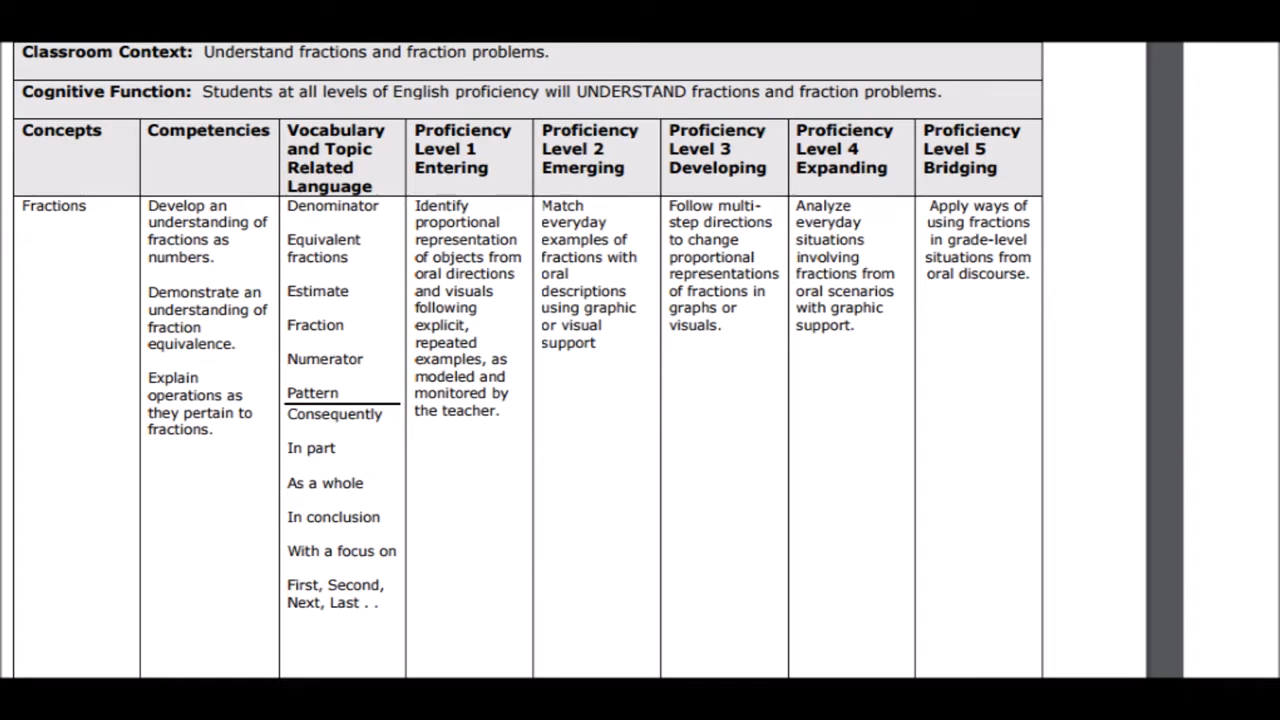 Classroom Context: Understand fractions and fraction problems.
Cognitive Function: Students at all levels of English proficiency will UNDERSTAND fractions and fraction problems.
Concepts
Competencies
Vocabulary
and Topic
Related
Language
Proficiency
Level 1
Entering
Proficiency
Level 2
Emerging
Proficiency
Level 3
Developing
Proficiency
Level 4
Expanding
Proficiency
Level 5
Bridging
Fractions
Develop an
understanding of
fractions as
numbers.
Demonstrate an
understanding of
fraction
equivalence.
Explain
operations as
they pertain to
fractions.
Denominator
Equivalent
fractions
Estimate
Fraction
Numerator
Pattern
Consequently
In part
As a whole
In conclusion
With a focus on
First, Second,
Next, Last . .
Identify
proportional
representation
of objects from
oral directions
and visuals
following
explicit,
repeated
examples, as
modeled and
monitored by
the teacher.
Match
everyday
examples of
fractions with
oral
descriptions
using graphic
or visual
support
Follow multi-
step directions
to change
proportional
representations
of fractions in
graphs or
visuals.
Analyze
everyday
situations
involving
fractions from
oral scenarios
with graphic
support.
Apply ways of
using fractions
in grade-level
situations from
oral discourse.